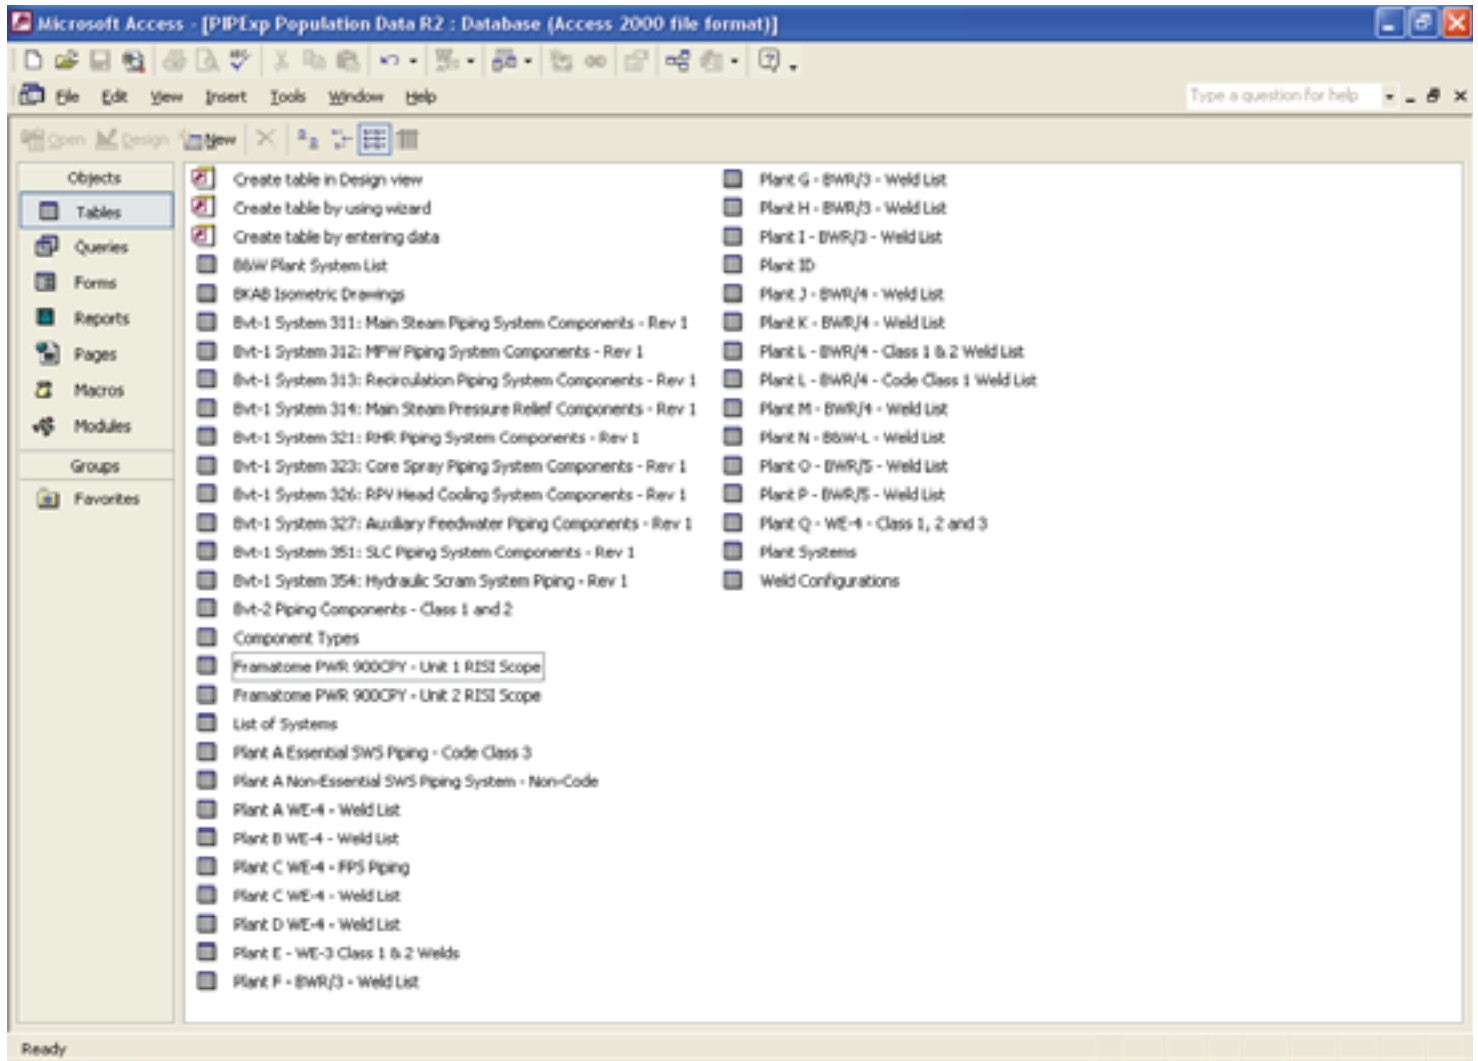 Microsoft Access - [PIPExp Population Data R2 : Database (Access 2000 file format)]
File Edit View Insert Tools Window Help
Type a question for help
Open Design New
Objects
Tables
Queries
Forms
Reports
Pages
Macros
Modules
Groups
Favorites
Create table in Design view
Create table by using wizard
Create table by entering data
B&W Plant System List
BKAB Isometric Drawings
Bvt-1 System 311: Main Steam Piping System Components - Rev 1
Bvt-1 System 312: MFW Piping System Components - Rev 1
Bvt-1 System 313: Recirculation Piping System Components - Rev 1
Bvt-1 System 314: Main Steam Pressure Relief Components - Rev 1
Bvt-1 System 321: RHR Piping System Components - Rev 1
Bvt-1 System 323: Core Spray Piping System Components - Rev 1
Bvt-1 System 326: RPV Head Cooling System Components - Rev 1
Bvt-1 System 327: Auxiliary Feedwater Piping Components - Rev 1
Bvt-1 System 351: SLC Piping System Components - Rev 1
Bvt-1 System 354: Hydraulic Scram System Piping - Rev 1
Bvt-2 Piping Components - Class 1 and 2
Component Types
Framatome PWR 900CPY - Unit 1 RISI Scope
Framatome PWR 900CPY - Unit 2 RISI Scope
List of Systems
Plant A Essential SWS Piping - Code Class 3
Plant A Non-Essential SWS Piping System - Non-Code
Plant A WE-4 - Weld List
Plant B WE-4 - Weld List
Plant C WE-4 - FPS Piping
Plant C WE-4 - Weld List
Plant D WE-4 - Weld List
Plant E - WE-3 Class 1 & 2 Welds
Plant F - BWR/3 - Weld List
Plant G - BWR/3 - Weld List
Plant H - BWR/3 - Weld List
Plant I - BWR/3 - Weld List
Plant ID
Plant J - BWR/4 - Weld List
Plant K - BWR/4 - Weld List
Plant L - BWR/4 - Class 1 & 2 Weld List
Plant L - BWR/4 - Code Class 1 Weld List
Plant M - BWR/4 - Weld List
Plant N - B&W-L - Weld List
Plant O - BWR/5 - Weld List
Plant P - BWR/5 - Weld List
Plant Q - WE-4 - Class 1, 2 and 3
Plant Systems
Weld Configurations
Ready